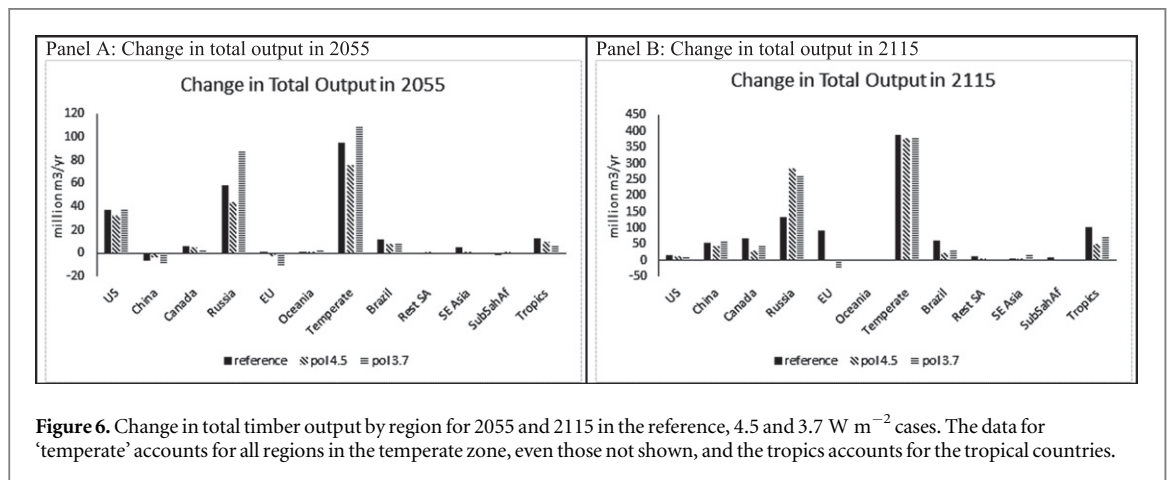 Panel A: Change in total output in 2055
Change in Total Output in 2055
million m3/yr
120
100
80
60
40
20
0
-20
US
China
Canada
Russia
EU
Oceania
Temperate
Brazil
Rest SA
SE Asia
SubSahAf
Tropics
reference pol4.5 pol3.7
Panel B: Change in total output in 2115
Change in Total Output in 2115
million m3/yr
450
400
350
300
250
200
150
100
50
0
-50
US
China
Canada
Russia
EU
Oceania
Temperate
Brazil
Rest SA
SE Asia
SubSahAf
Tropics
reference pol4.5 pol3.7
Figure 6. Change in total timber output by region for 2055 and 2115 in the reference, 4.5 and 3.7 W m−2 cases. The data for
‘temperate’ accounts for all regions in the temperate zone, even those not shown, and the tropics accounts for the tropical countries.